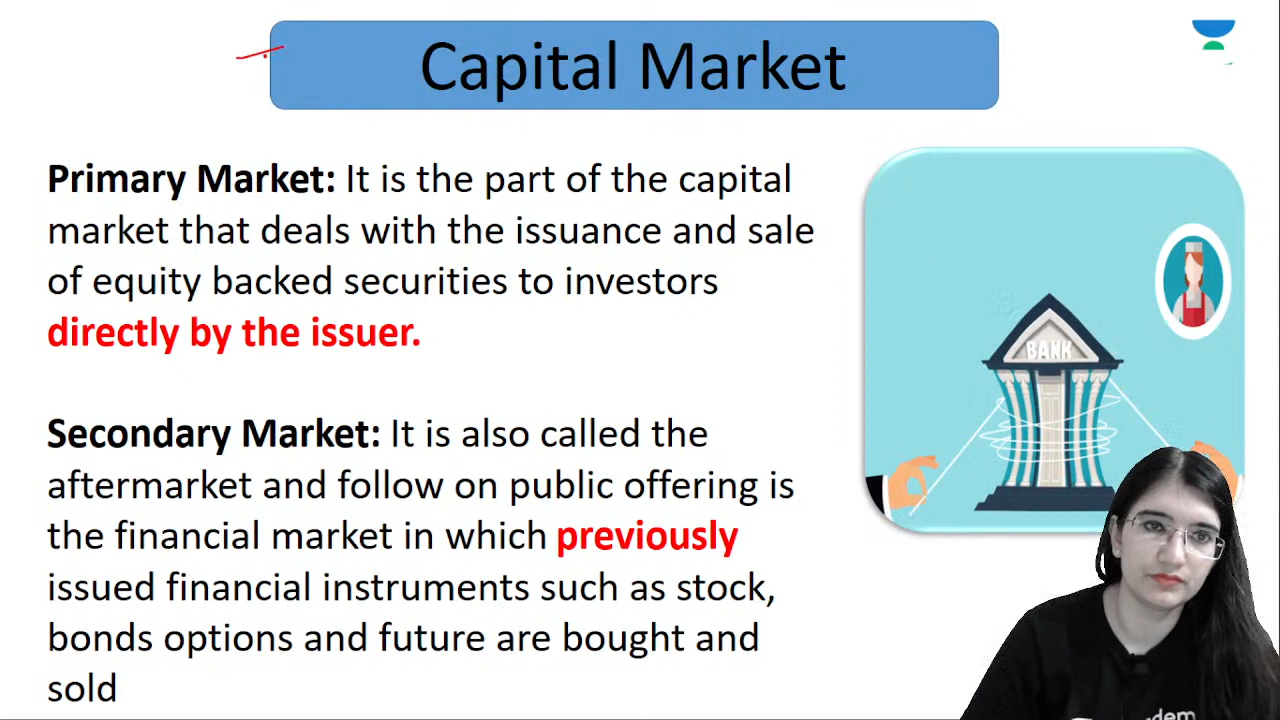 Capital Market
Primary Market: It is the part of the capital
market that deals with the issuance and sale
of equity backed securities to investors
directly by the issuer.
BANK
Secondary Market: It is also called the
aftermarket and follow on public offering is
the financial market in which previously
issued financial instruments such as stock,
bonds options and future are bought and
sold